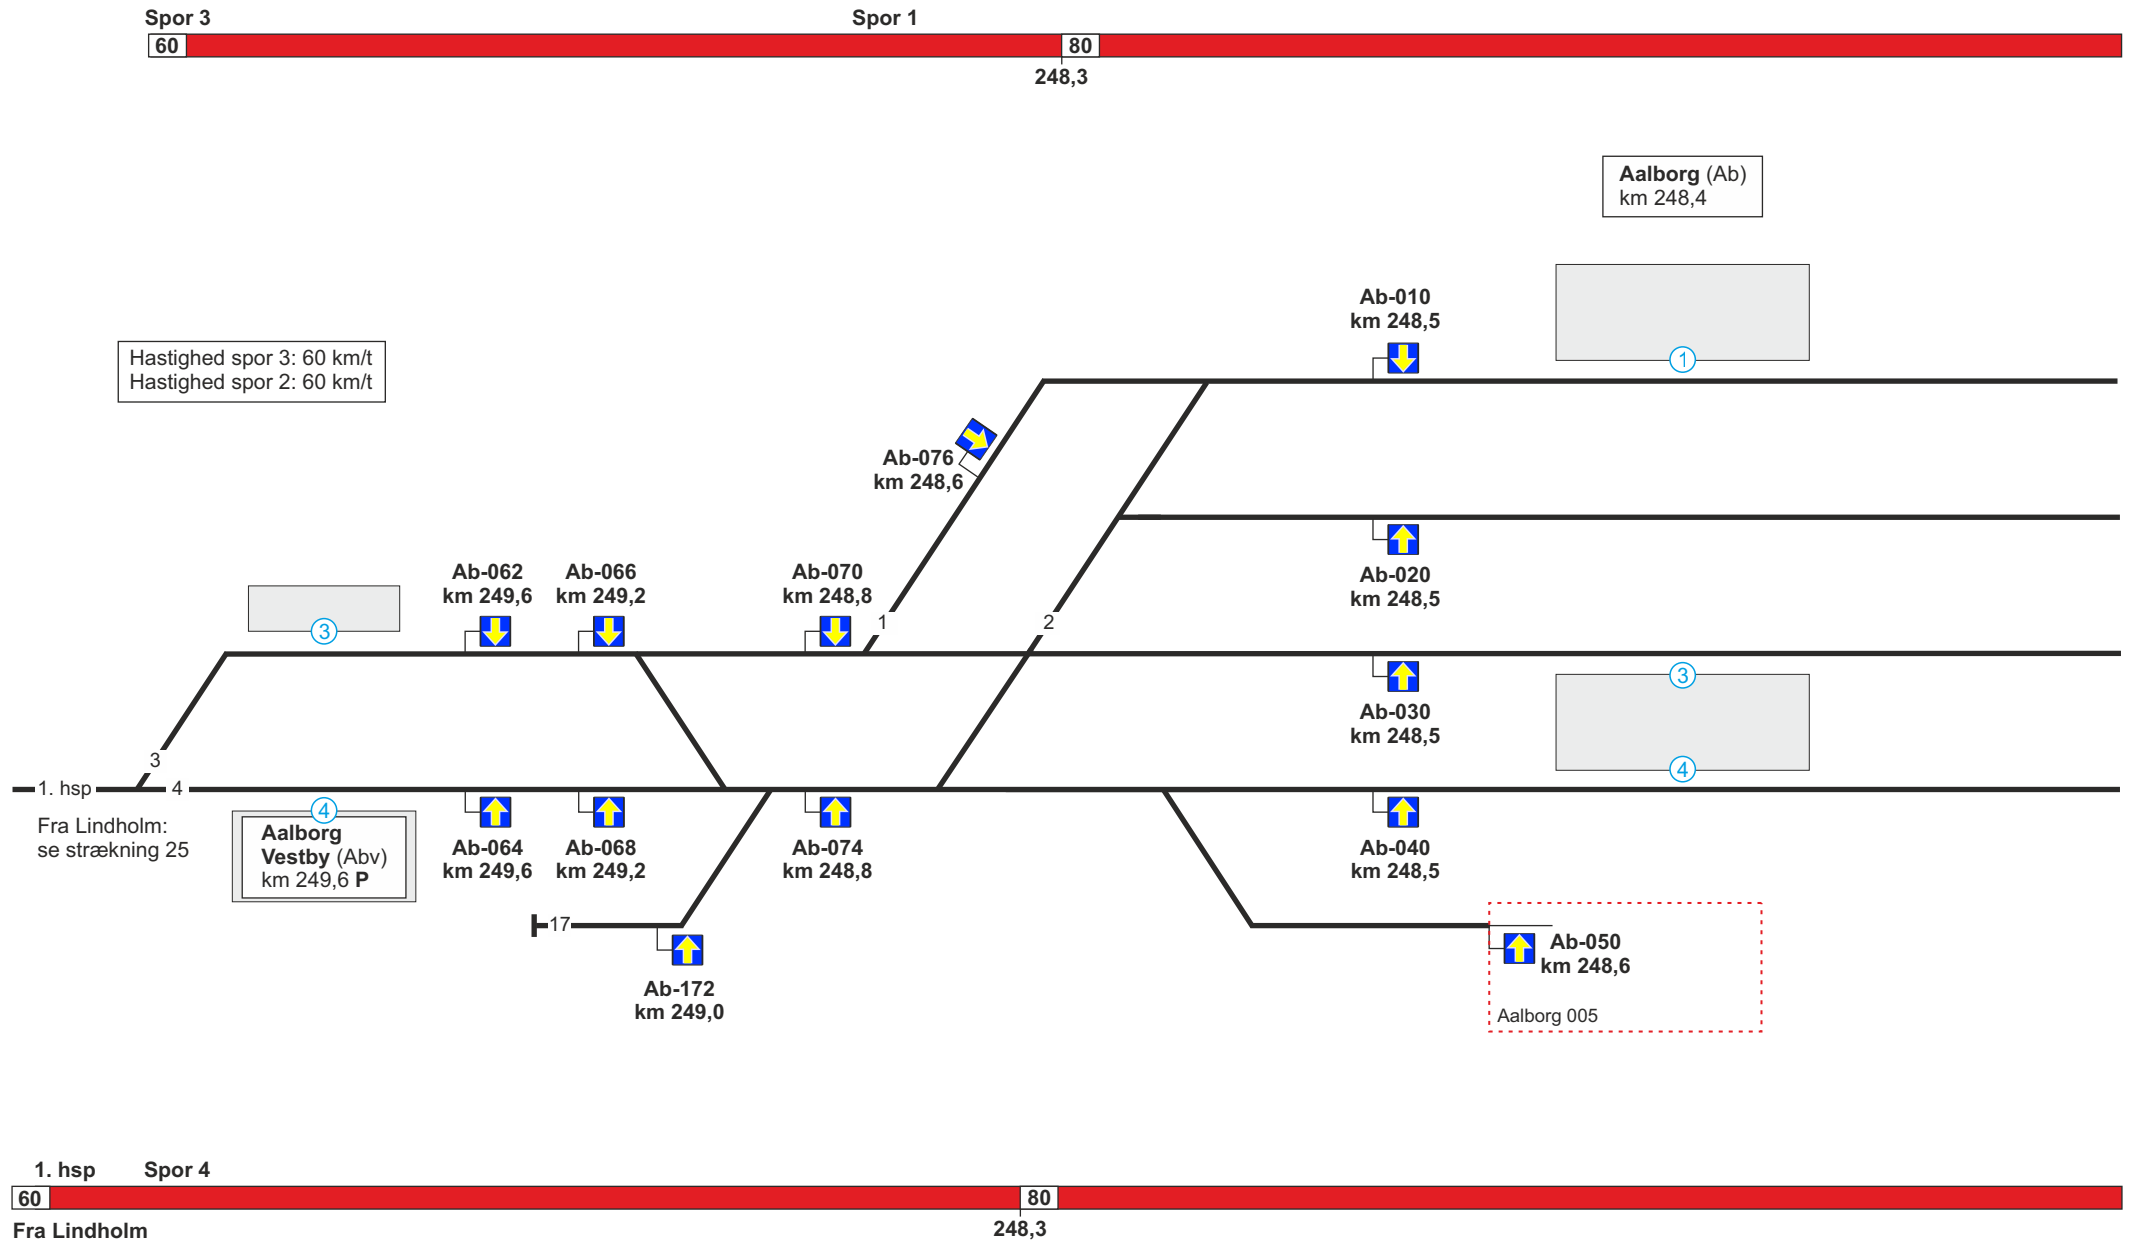 Spor 3
Spor 1
60
80
248,3
Aalborg (Ab)
km 248,4
Ab-010
km 248,5
1
Hastighed spor 3: 60 km/t
Hastighed spor 2: 60 km/t
Ab-076
km 248,6
Ab-062
km 249,6
Ab-066
km 249,2
Ab-070
km 248,8
Ab-020
km 248,5
3
1
2
3
Ab-030
km 248,5
3
4
1. hsp
4
4
Fra Lindholm:
se strækning 25
Aalborg
Vestby (Abv)
km 249,6 P
Ab-064
km 249,6
Ab-068
km 249,2
Ab-074
km 248,8
Ab-040
km 248,5
17
Ab-050
km 248,6
Ab-172
km 249,0
Aalborg 005
1. hsp
Spor 4
60
80
Fra Lindholm
248,3